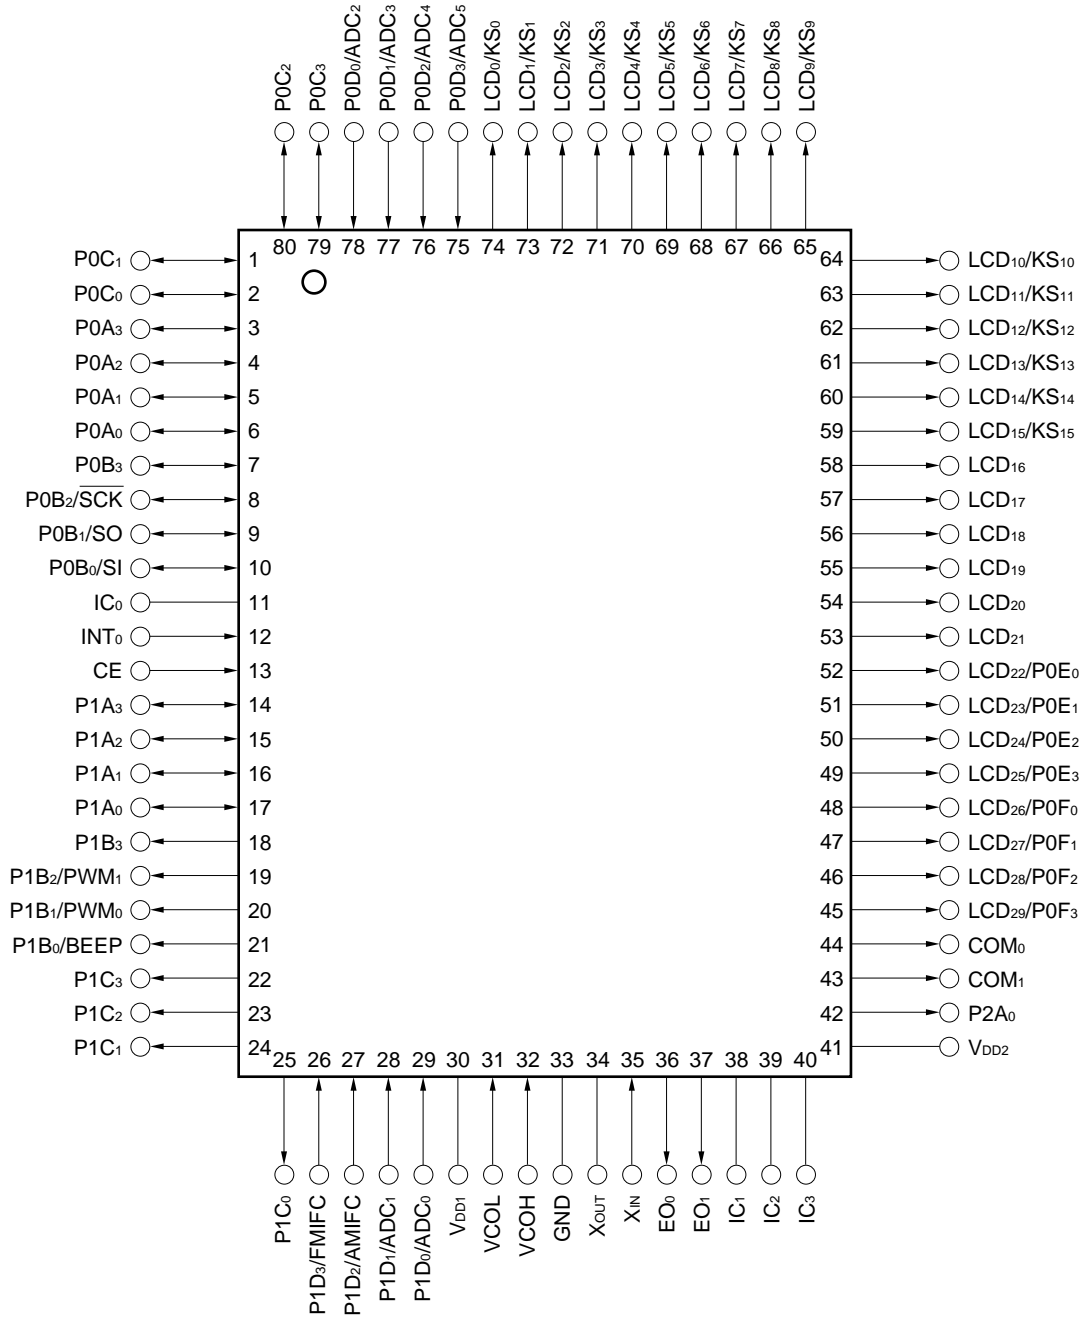 P0C₂
P0C₃
P0D₀/ADC₂
P0D₁/ADC₃
P0D₂/ADC₄
P0D₃/ADC₅
LCD₀/KS₀
LCD₁/KS₁
LCD₂/KS₂
LCD₃/KS₃
LCD₄/KS₄
LCD₅/KS₅
LCD₆/KS₆
LCD₇/KS₇
LCD₈/KS₈
LCD₉/KS₉
80 79 78 77 76 75 74 73 72 71 70 69 68 67 66 65
P0C₁ 1 64 LCD₁₀/KS₁₀
P0C₀ 2 63 LCD₁₁/KS₁₁
P0A₃ 3 62 LCD₁₂/KS₁₂
P0A₂ 4 61 LCD₁₃/KS₁₃
P0A₁ 5 60 LCD₁₄/KS₁₄
P0A₀ 6 59 LCD₁₅/KS₁₅
P0B₃ 7 58 LCD₁₆
P0B₂/S̅C̅K̅ 8 57 LCD₁₇
P0B₁/SO 9 56 LCD₁₈
P0B₀/SI 10 55 LCD₁₉
IC₀ 11 54 LCD₂₀
INT₀ 12 53 LCD₂₁
CE 13 52 LCD₂₂/P0E₀
P1A₃ 14 51 LCD₂₃/P0E₁
P1A₂ 15 50 LCD₂₄/P0E₂
P1A₁ 16 49 LCD₂₅/P0E₃
P1A₀ 17 48 LCD₂₆/P0F₀
P1B₃ 18 47 LCD₂₇/P0F₁
P1B₂/PWM₁ 19 46 LCD₂₈/P0F₂
P1B₁/PWM₀ 20 45 LCD₂₉/P0F₃
P1B₀/BEEP 21 44 COM₀
P1C₃ 22 43 COM₁
P1C₂ 23 42 P2A₀
P1C₁ 24 41 VDD2
25 26 27 28 29 30 31 32 33 34 35 36 37 38 39 40
P1C₀
P1D₃/FMIFC
P1D₂/AMIFC
P1D₁/ADC₁
P1D₀/ADC₀
VDD1
VCOL
VCOH
GND
XOUT
XIN
EO₀
EO₁
IC₁
IC₂
IC₃